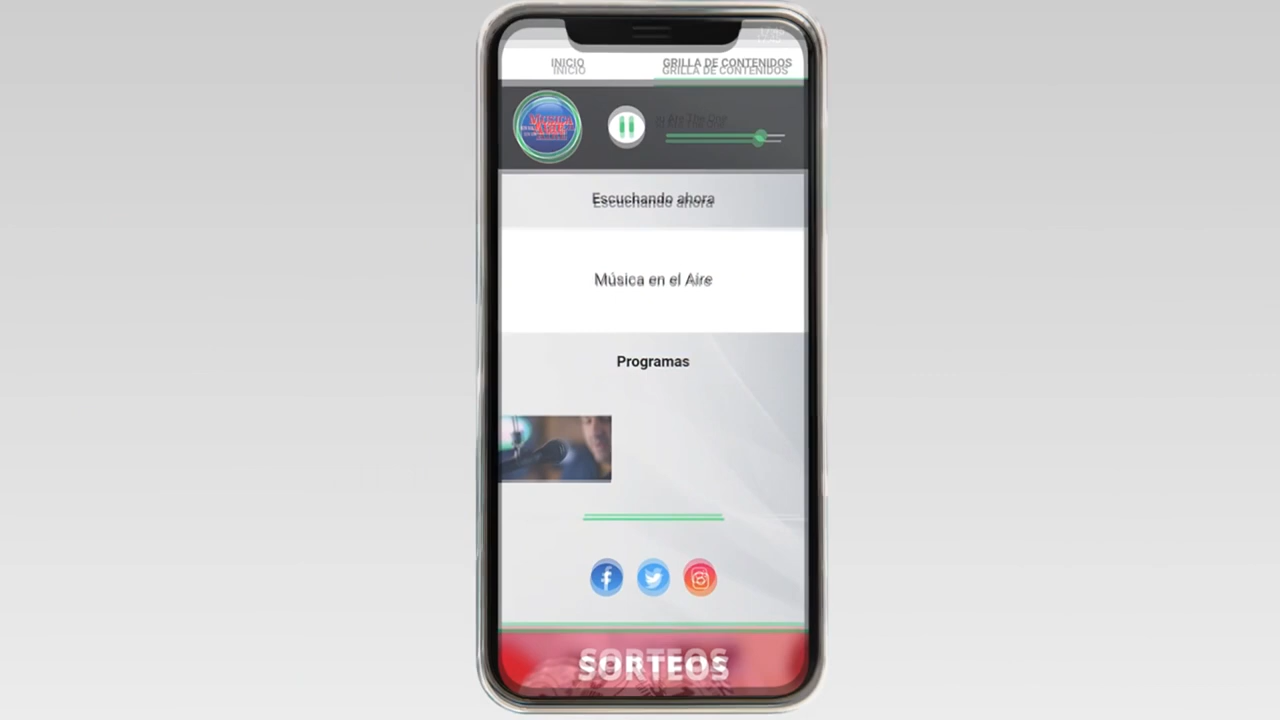 INICIO
GRILLA DE CONTENIDOS
Escuchando ahora
Música en el Aire
Programas
SORTEOS